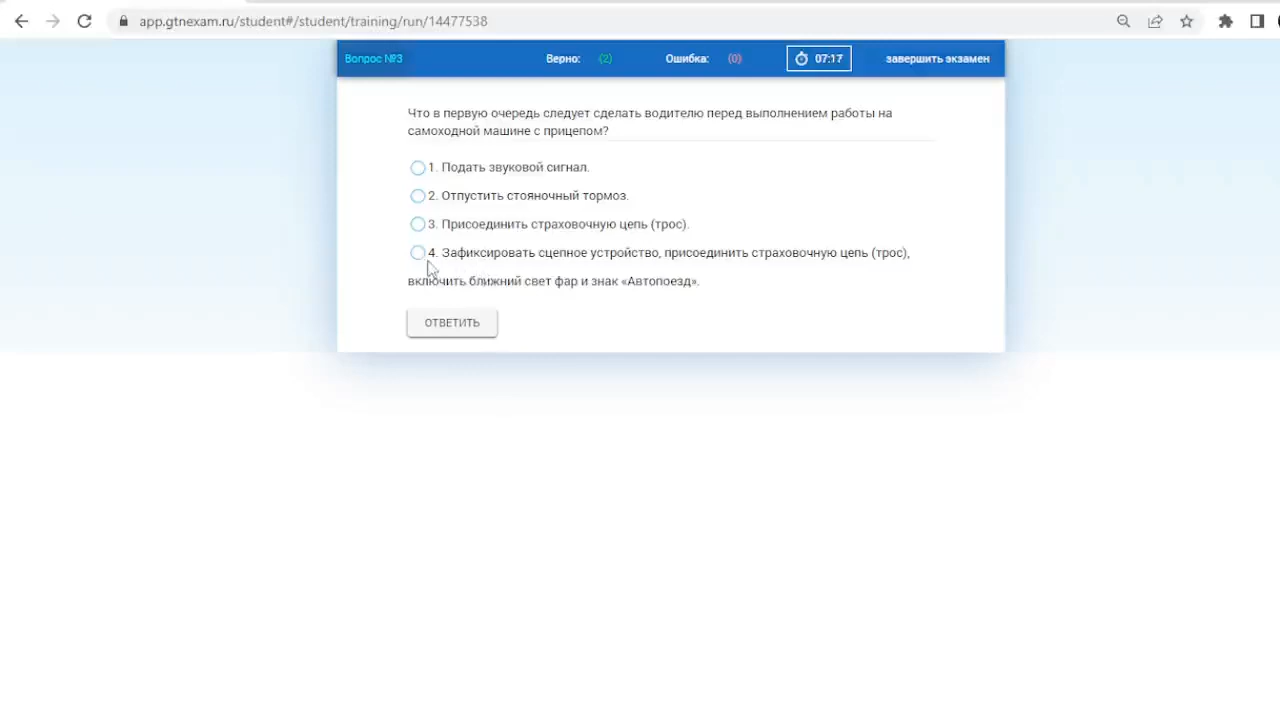 app.gtnexam.ru/student#/student/training/run/14477538
Вопрос №3 Верно: (2) Ошибка: (0) 07:17 завершить экзамен
Что в первую очередь следует сделать водителю перед выполнением работы на
самоходной машине с прицепом?
1. Подать звуковой сигнал.
2. Отпустить стояночный тормоз.
3. Присоединить страховочную цепь (трос).
4. Зафиксировать сцепное устройство, присоединить страховочную цепь (трос),
включить ближний свет фар и знак «Автопоезд».
ОТВЕТИТЬ